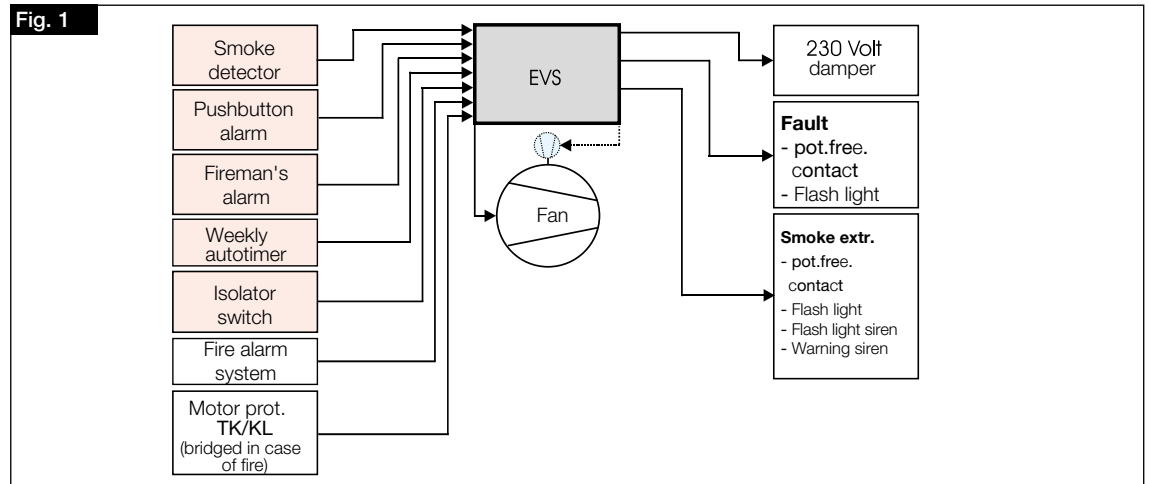 Fig. 1
Smoke
detector
Pushbutton
alarm
Fireman's
alarm
Weekly
autotimer
Isolator
switch
Fire alarm
system
Motor prot.
TK/KL
(bridged in case
of fire)
EVS
Fan
230 Volt
damper
Fault
- pot.free.
contact
- Flash light
Smoke extr.
- pot.free.
contact
- Flash light
- Flash light siren
- Warning siren